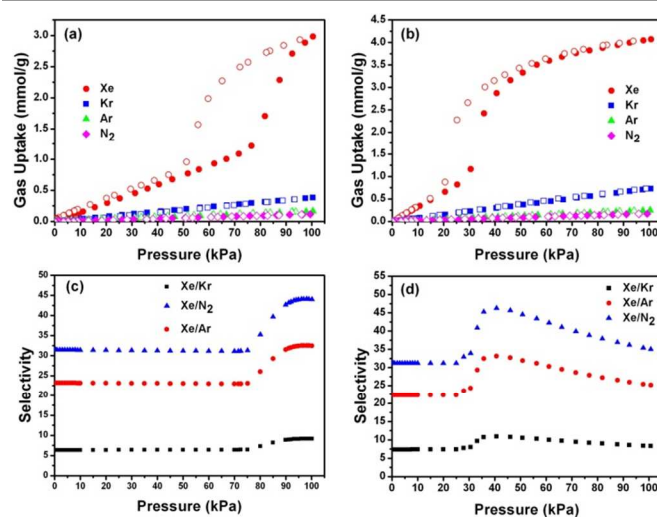 (a)
3.0
2.5
2.0
1.5
1.0
0.5
0.0
Gas Uptake (mmol/g)
Xe
Kr
Ar
N2
0 10 20 30 40 50 60 70 80 90 100
Pressure (kPa)
(b)
4.5
4.0
3.5
3.0
2.5
2.0
1.5
1.0
0.5
0.0
Gas Uptake (mmol/g)
Xe
Kr
Ar
N2
0 10 20 30 40 50 60 70 80 90 100
Pressure (kPa)
(c)
50
45
40
35
30
25
20
15
10
5
0
Selectivity
Xe/Kr
Xe/N2
Xe/Ar
0 10 20 30 40 50 60 70 80 90 100
Pressure (kPa)
(d)
55
50
45
40
35
30
25
20
15
10
5
0
Selectivity
Xe/Kr
Xe/Ar
Xe/N2
0 10 20 30 40 50 60 70 80 90 100
Pressure (kPa)